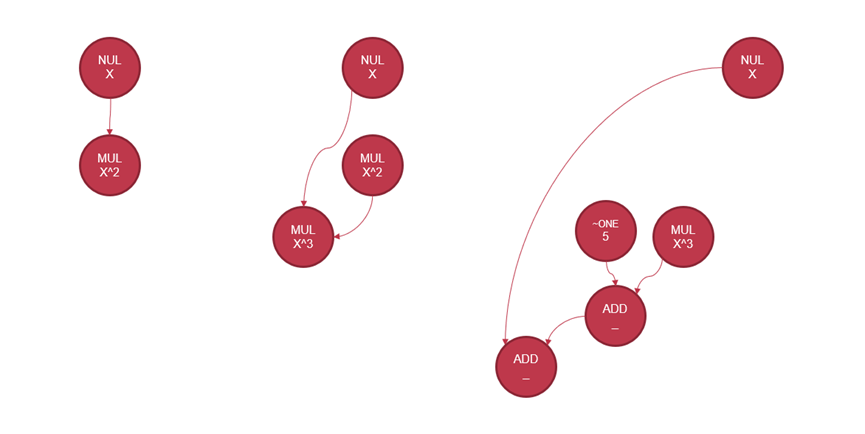 NUL
X
MUL
X^2
NUL
X
MUL
X^2
MUL
X^3
NUL
X
~ONE
5
MUL
X^3
ADD
_
ADD
_